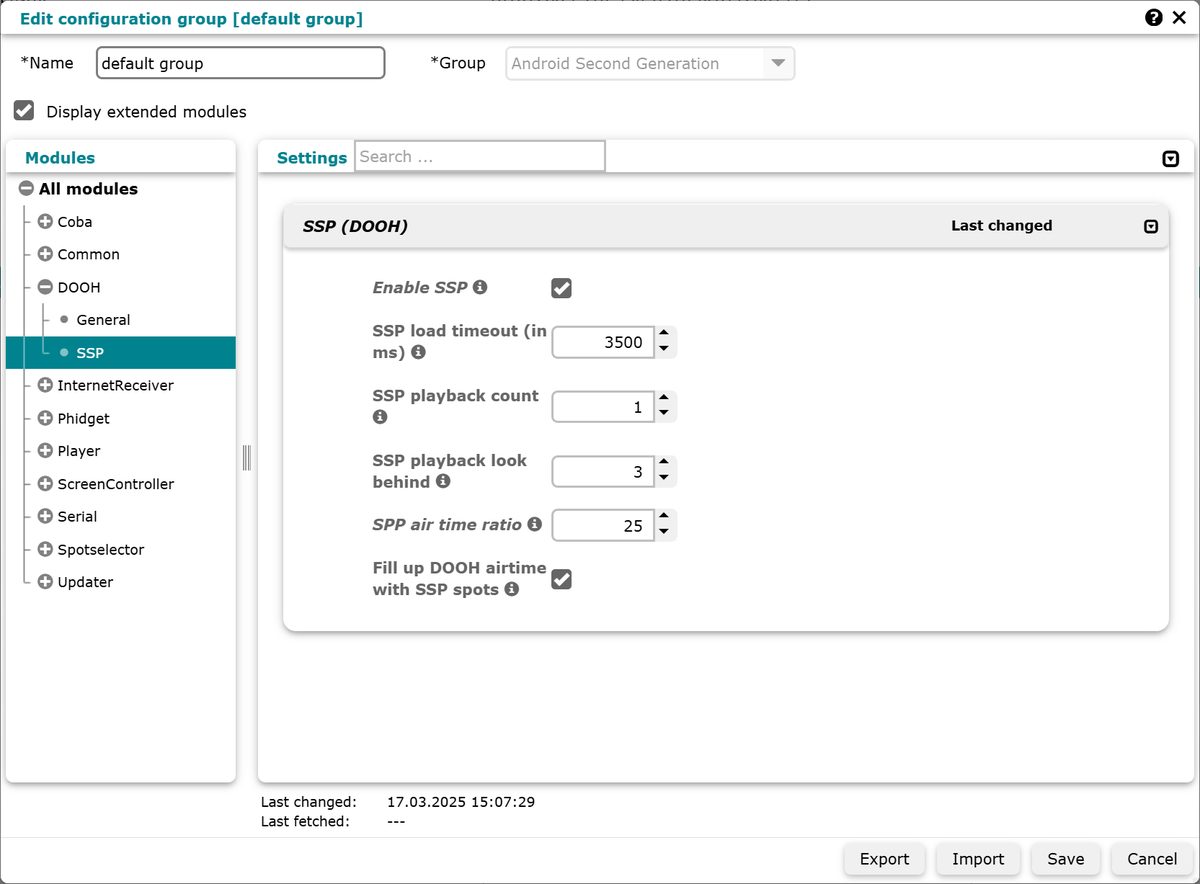 Edit configuration group [default group]
*Name default group *Group Android Second Generation
Display extended modules
Modules
All modules
Coba
Common
DOOH
General
SSP
InternetReceiver
Phidget
Player
ScreenController
Serial
Spotselector
Updater
Settings Search ...
SSP (DOOH) Last changed
Enable SSP
SSP load timeout (in
ms) 3500
SSP playback count
1
SSP playback look
behind 3
SPP air time ratio 25
Fill up DOOH airtime
with SSP spots
Last changed: 17.03.2025 15:07:29
Last fetched: ---
Export Import Save Cancel